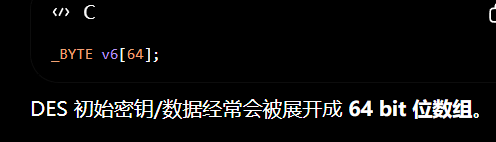 </> C
_BYTE v6[64];
DES 初始密钥/数据经常会被展开成 64 bit 位数组。